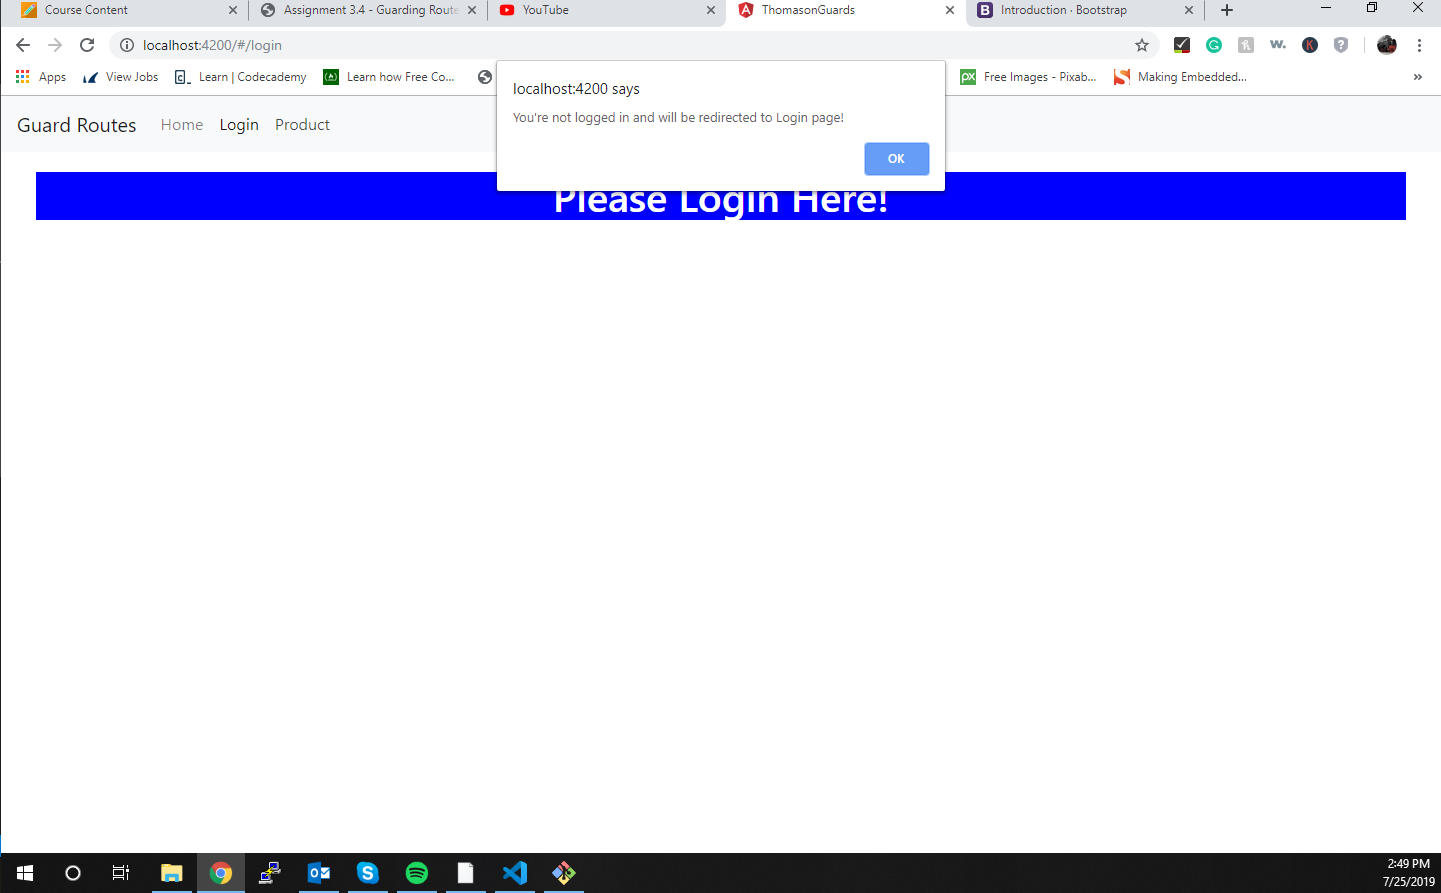 Course Content
Assignment 3.4 - Guarding Route
YouTube
ThomasonGuards
Introduction · Bootstrap
localhost:4200/#/login
w.
K
?
Apps
View Jobs
Learn | Codecademy
Learn how Free Co...
px
Free Images - Pixab...
Making Embedded...
»
localhost:4200 says
You're not logged in and will be redirected to Login page!
OK
Guard Routes
Home
Login
Product
Please Login Here!
2:49 PM
7/25/2019